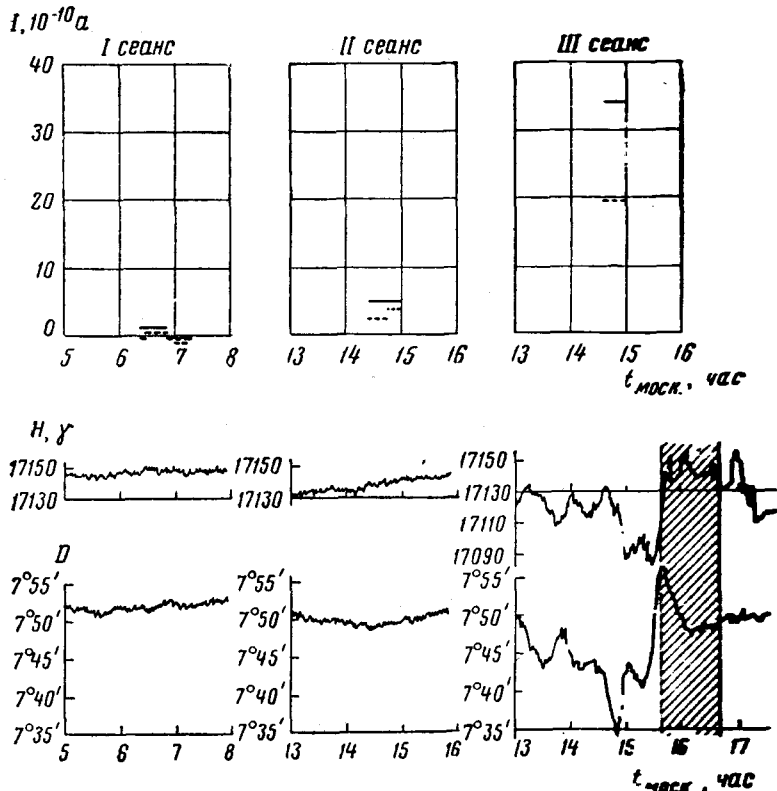 I, 10⁻¹⁰а
I сеанс II сеанс III сеанс
40
30
20
10
0
5 6 7 8 13 14 15 16 13 14 15 16
t моск., час
H, γ
17150 17150 17150
17130 17130 17130
17110
17090
D
7°55' 7°55' 7°55'
7°50' 7°50' 7°50'
7°45' 7°45' 7°45'
7°40' 7°40' 7°40'
7°35' 7°35' 7°35'
5 6 7 8 13 14 15 16 13 14 15 16 17
t моск., час